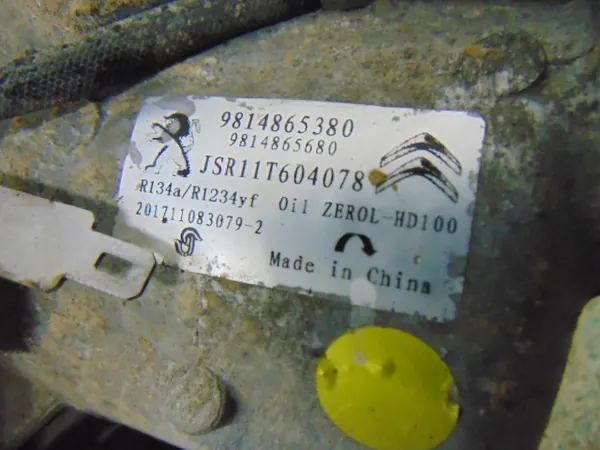 9814865380
9814865680
JSR11T604078
R134a/R1234yf Oil ZEROL-HD100
201711083079-2
Made in China